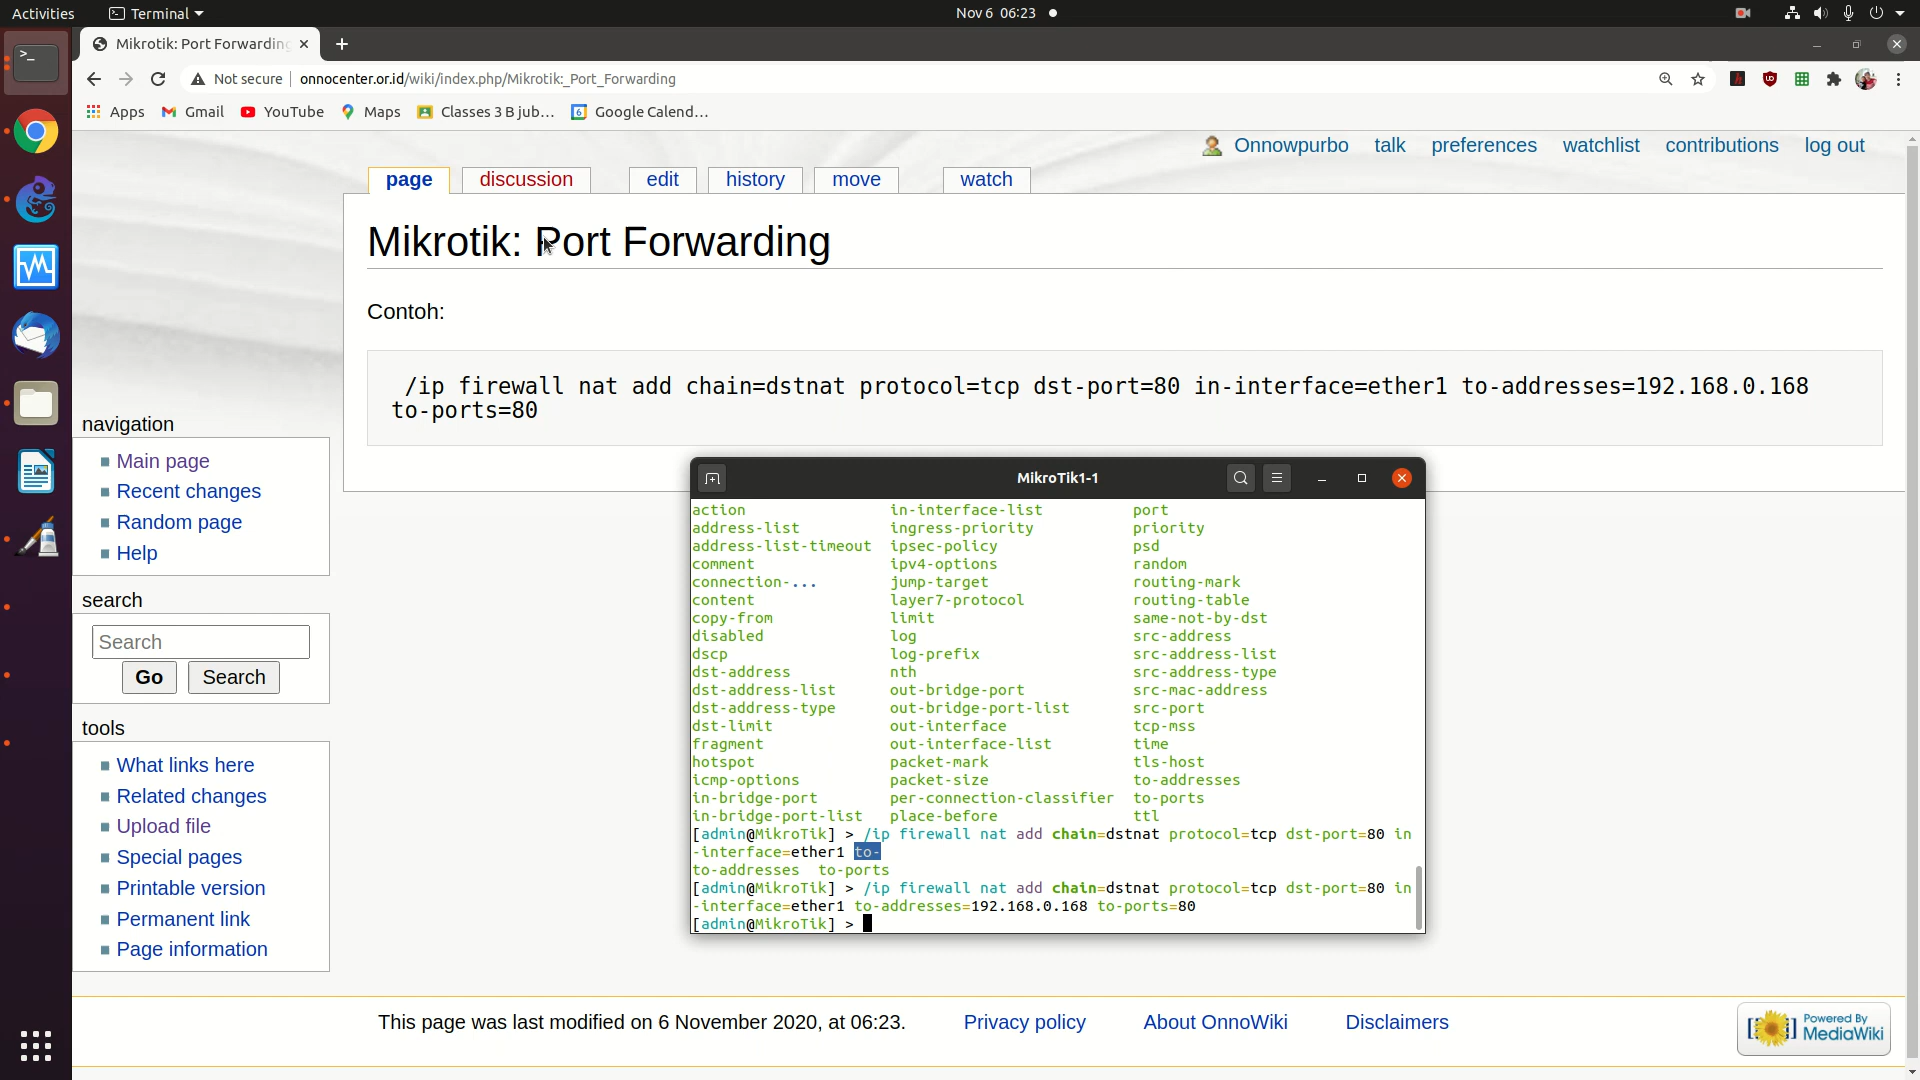 Activities
Terminal
Nov 6 06:23
Mikrotik: Port Forwarding
Not secure
onnocenter.or.id/wiki/index.php/Mikrotik:_Port_Forwarding
Apps
Gmail
YouTube
Maps
Classes 3 B jub...
Google Calend...
Onnowpurbo
talk
preferences
watchlist
contributions
log out
page
discussion
edit
history
move
watch
Mikrotik: Port Forwarding
Contoh:
/ip firewall nat add chain=dstnat protocol=tcp dst-port=80 in-interface=ether1 to-addresses=192.168.0.168
to-ports=80
navigation
Main page
Recent changes
Random page
Help
search
Search
Go
Search
tools
What links here
Related changes
Upload file
Special pages
Printable version
Permanent link
Page information
MikroTik1-1
action in-interface-list port
address-list ingress-priority priority
address-list-timeout ipsec-policy psd
comment ipv4-options random
connection-... jump-target routing-mark
content layer7-protocol routing-table
copy-from limit same-not-by-dst
disabled log src-address
dscp log-prefix src-address-list
dst-address nth src-address-type
dst-address-list out-bridge-port src-mac-address
dst-address-type out-bridge-port-list src-port
dst-limit out-interface tcp-mss
fragment out-interface-list time
hotspot packet-mark tls-host
icmp-options packet-size to-addresses
in-bridge-port per-connection-classifier to-ports
in-bridge-port-list place-before ttl
[admin@MikroTik] > /ip firewall nat add chain=dstnat protocol=tcp dst-port=80 in
-interface=ether1 to-
to-addresses to-ports
[admin@MikroTik] > /ip firewall nat add chain=dstnat protocol=tcp dst-port=80 in
-interface=ether1 to-addresses=192.168.0.168 to-ports=80
[admin@MikroTik] >
This page was last modified on 6 November 2020, at 06:23.
Privacy policy
About OnnoWiki
Disclaimers
Powered By
MediaWiki